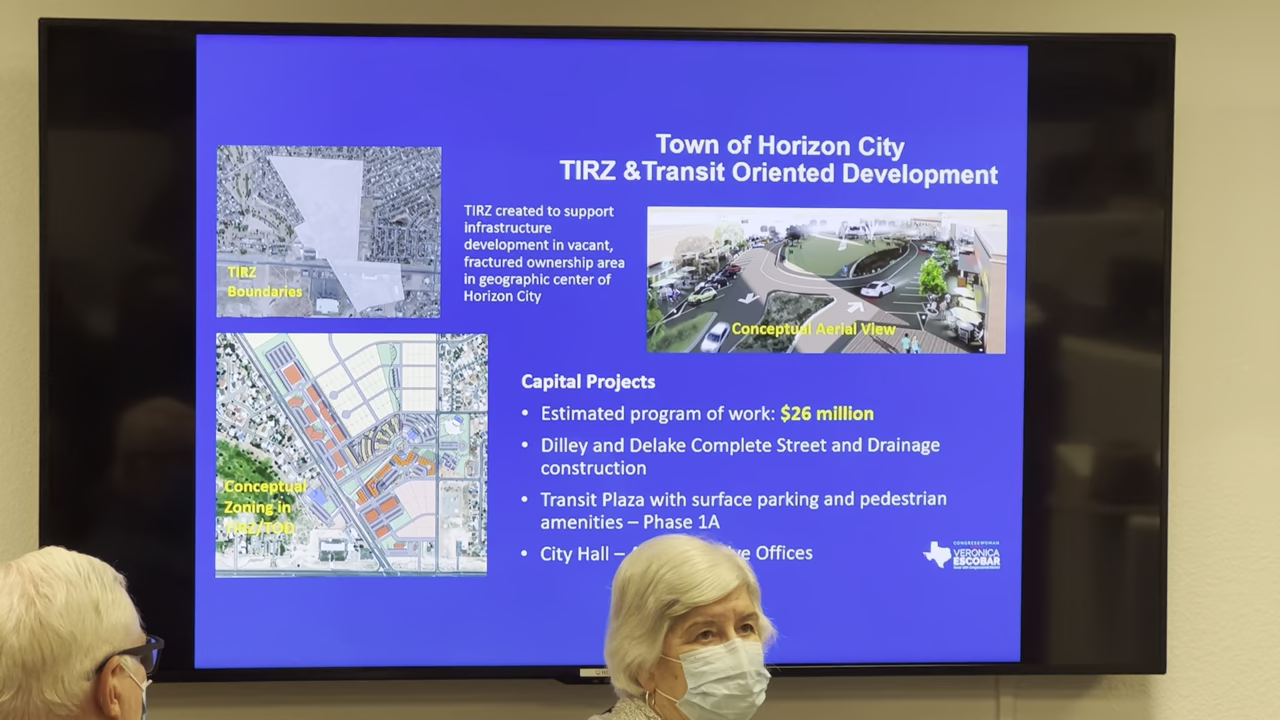 Town of Horizon City
TIRZ &Transit Oriented Development
TIRZ
Boundaries
TIRZ created to support
infrastructure
development in vacant,
fractured ownership area
in geographic center of
Horizon City
Conceptual Aerial View
Conceptual
Zoning in
TIRZ/TOD
Capital Projects
• Estimated program of work: $26 million
• Dilley and Delake Complete Street and Drainage
construction
• Transit Plaza with surface parking and pedestrian
amenities – Phase 1A
• City Hall – A ve Offices
CONGRESSWOMAN
VERONICA
ESCOBAR